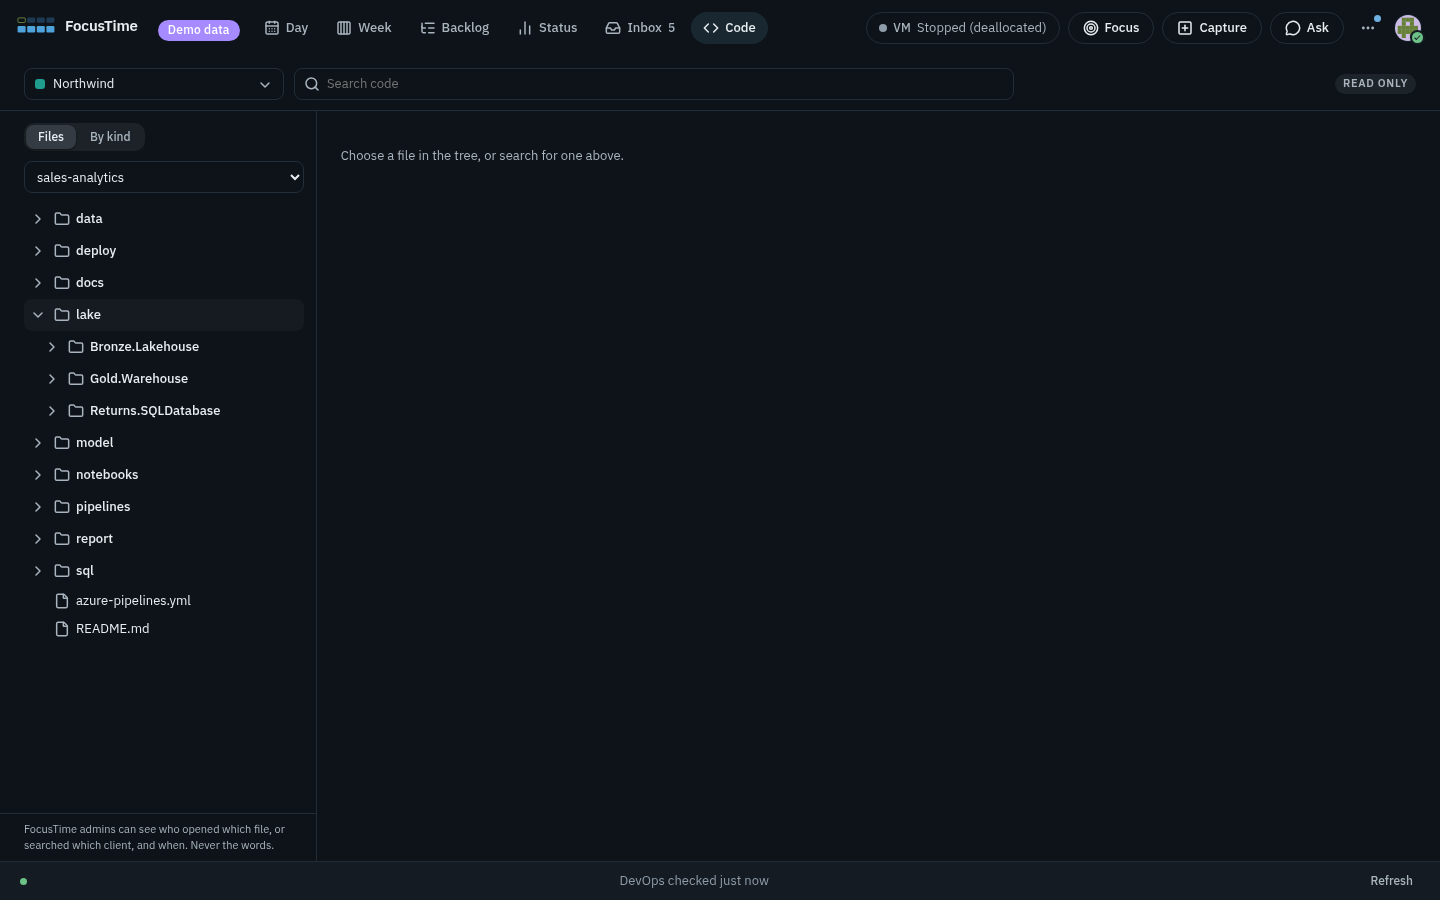 FocusTime
Demo data
Day
Week
Backlog
Status
Inbox 5
Code
VM Stopped (deallocated)
Focus
Capture
Ask
Northwind
Search code
READ ONLY
Files
By kind
Choose a file in the tree, or search for one above.
sales-analytics
data
deploy
docs
lake
Bronze.Lakehouse
Gold.Warehouse
Returns.SQLDatabase
model
notebooks
pipelines
report
sql
azure-pipelines.yml
README.md
FocusTime admins can see who opened which file, or
searched which client, and when. Never the words.
DevOps checked just now
Refresh